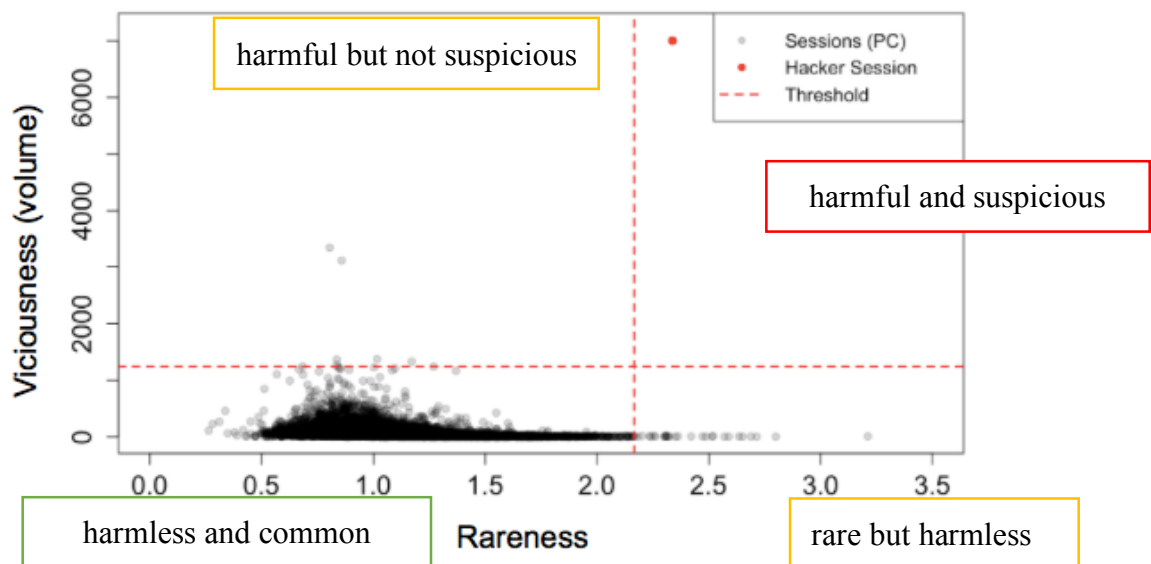 harmful but not suspicious
Sessions (PC)
Hacker Session
Threshold
harmful and suspicious
Viciousness (volume)
6000
4000
2000
0
0.0 0.5 1.0 1.5 2.0 2.5 3.0 3.5
harmless and common
Rareness
rare but harmless